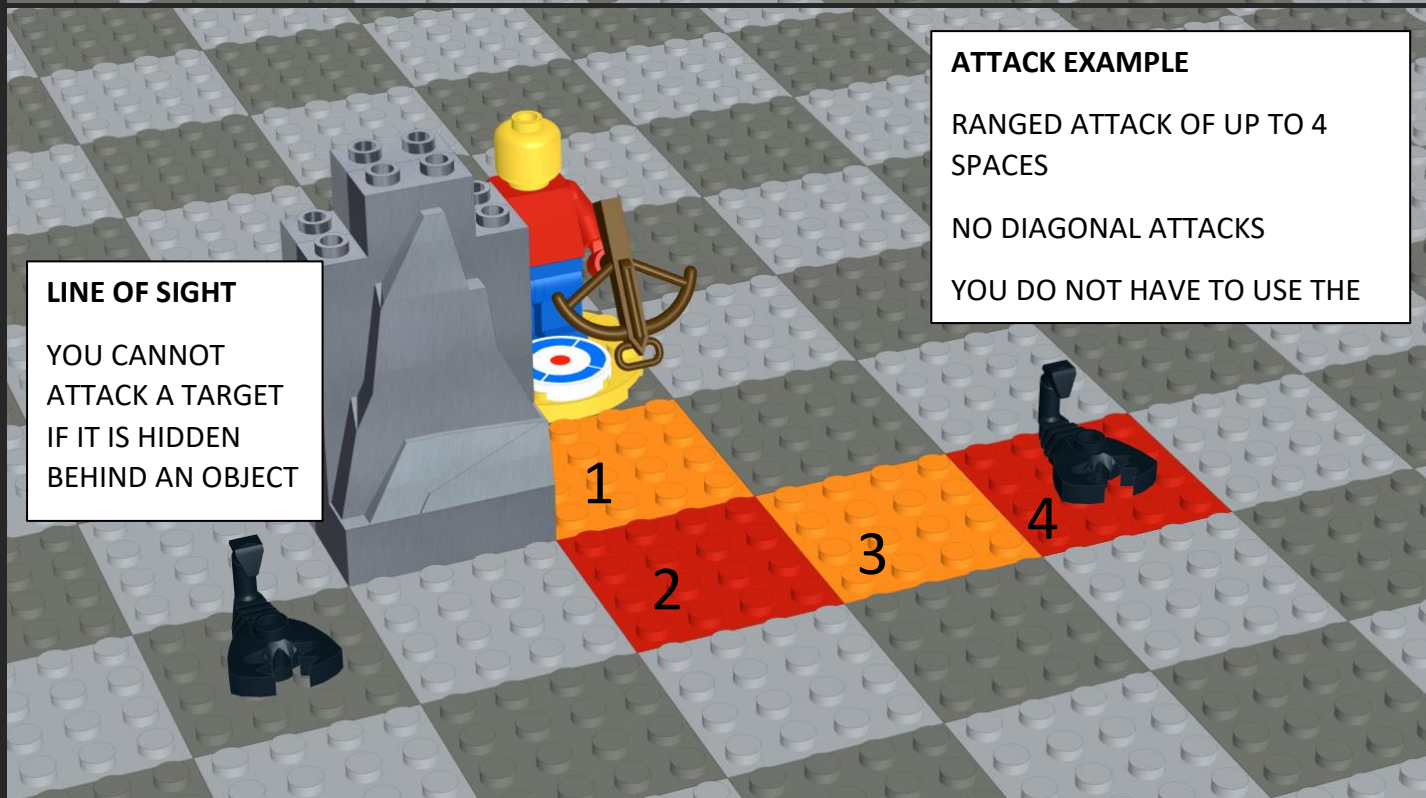 ATTACK EXAMPLE
RANGED ATTACK OF UP TO 4
SPACES
NO DIAGONAL ATTACKS
YOU DO NOT HAVE TO USE THE
LINE OF SIGHT
YOU CANNOT
ATTACK A TARGET
IF IT IS HIDDEN
BEHIND AN OBJECT
1
2
3
4